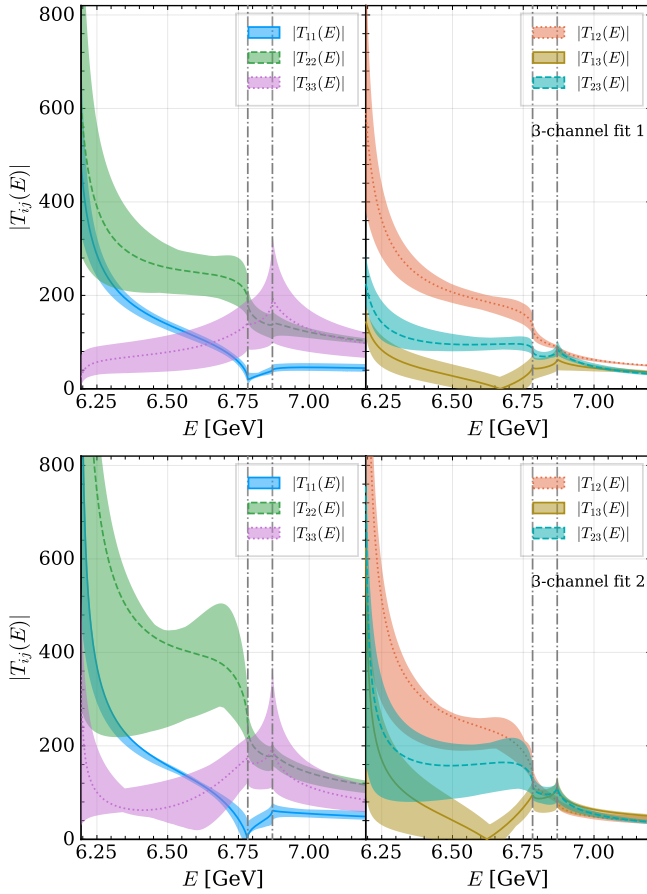 800
600
400
200
0
|T_{ij}(E)|
|T_{11}(E)|
|T_{22}(E)|
|T_{33}(E)|
6.25 6.50 6.75 7.00
E [GeV]
|T_{12}(E)|
|T_{13}(E)|
|T_{23}(E)|
3-channel fit 1
6.25 6.50 6.75 7.00
E [GeV]
800
600
400
200
0
|T_{ij}(E)|
|T_{11}(E)|
|T_{22}(E)|
|T_{33}(E)|
6.25 6.50 6.75 7.00
E [GeV]
|T_{12}(E)|
|T_{13}(E)|
|T_{23}(E)|
3-channel fit 2
6.25 6.50 6.75 7.00
E [GeV]